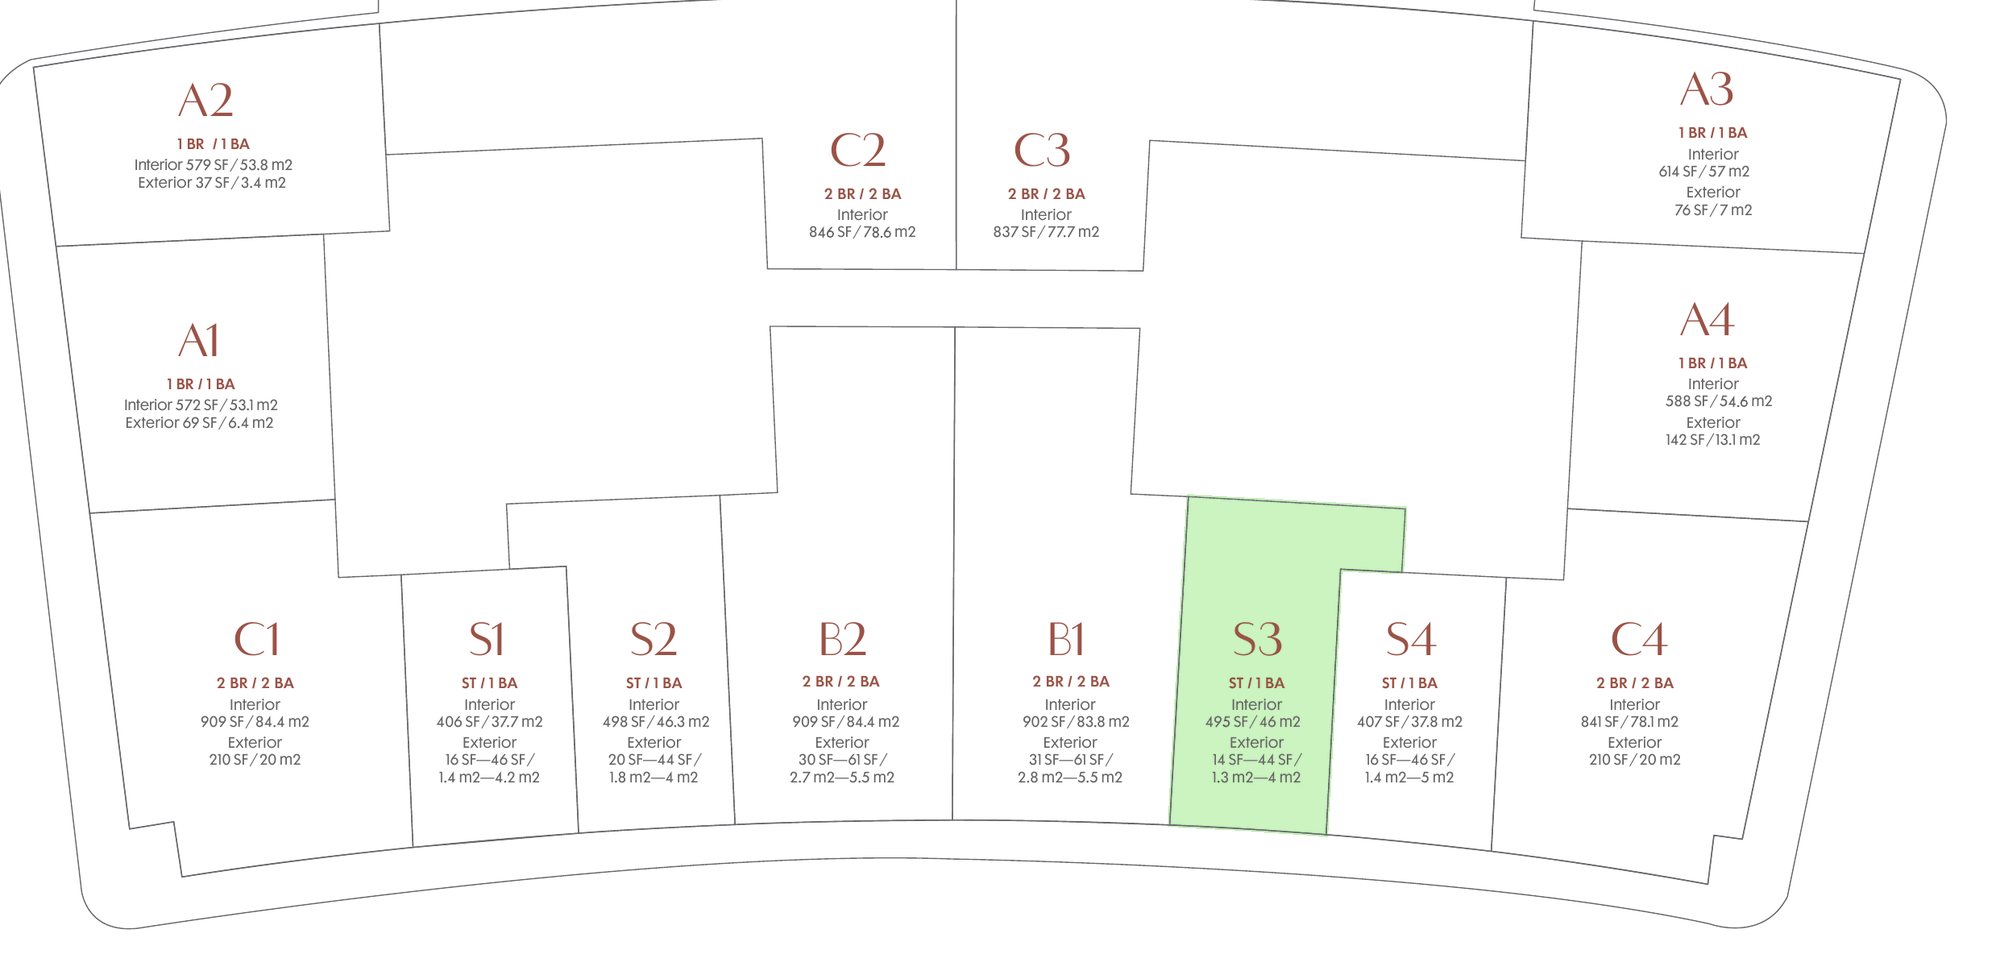 A2
1 BR / 1 BA
Interior 579 SF/53.8 m2
Exterior 37 SF/3.4 m2
C2
2 BR / 2 BA
Interior
846 SF/78.6 m2
C3
2 BR / 2 BA
Interior
837 SF/77.7 m2
A3
1 BR / 1 BA
Interior
614 SF/57 m2
Exterior
76 SF/7 m2
A1
1 BR / 1 BA
Interior 572 SF/53.1 m2
Exterior 69 SF/6.4 m2
A4
1 BR / 1 BA
Interior
588 SF/54.6 m2
Exterior
142 SF/13.1 m2
C1
2 BR / 2 BA
Interior
909 SF/84.4 m2
Exterior
210 SF/20 m2
S1
ST / 1 BA
Interior
406 SF/37.7 m2
Exterior
16 SF—46 SF/
1.4 m2—4.2 m2
S2
ST / 1 BA
Interior
498 SF/46.3 m2
Exterior
20 SF—44 SF/
1.8 m2—4 m2
B2
2 BR / 2 BA
Interior
909 SF/84.4 m2
Exterior
30 SF—61 SF/
2.7 m2—5.5 m2
B1
2 BR / 2 BA
Interior
902 SF/83.8 m2
Exterior
31 SF—61 SF/
2.8 m2—5.5 m2
S3
ST / 1 BA
Interior
495 SF/46 m2
Exterior
14 SF—44 SF/
1.3 m2—4 m2
S4
ST / 1 BA
Interior
407 SF/37.8 m2
Exterior
16 SF—46 SF/
1.4 m2—5 m2
C4
2 BR / 2 BA
Interior
841 SF/78.1 m2
Exterior
210 SF/20 m2